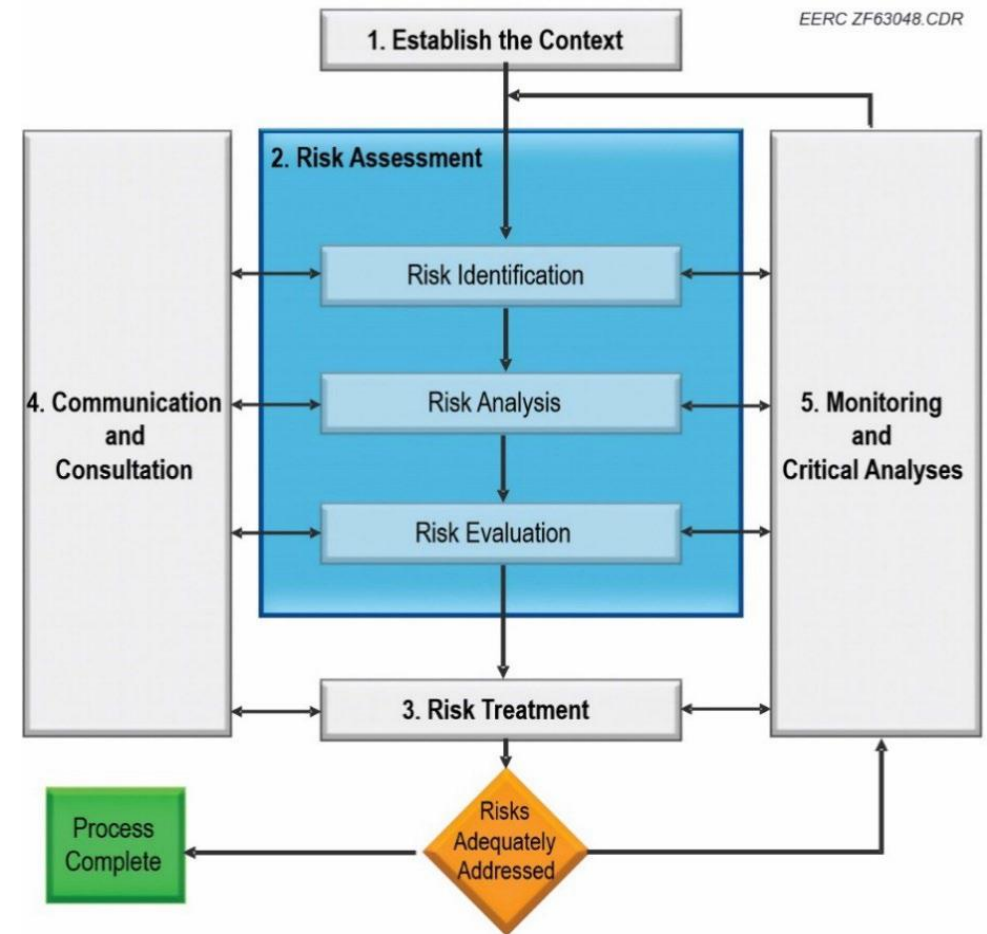 EERC ZF63048.CDR
1. Establish the Context
2. Risk Assessment
Risk Identification
Risk Analysis
Risk Evaluation
4. Communication
and
Consultation
5. Monitoring
and
Critical Analyses
3. Risk Treatment
Risks
Adequately
Addressed
Process
Complete